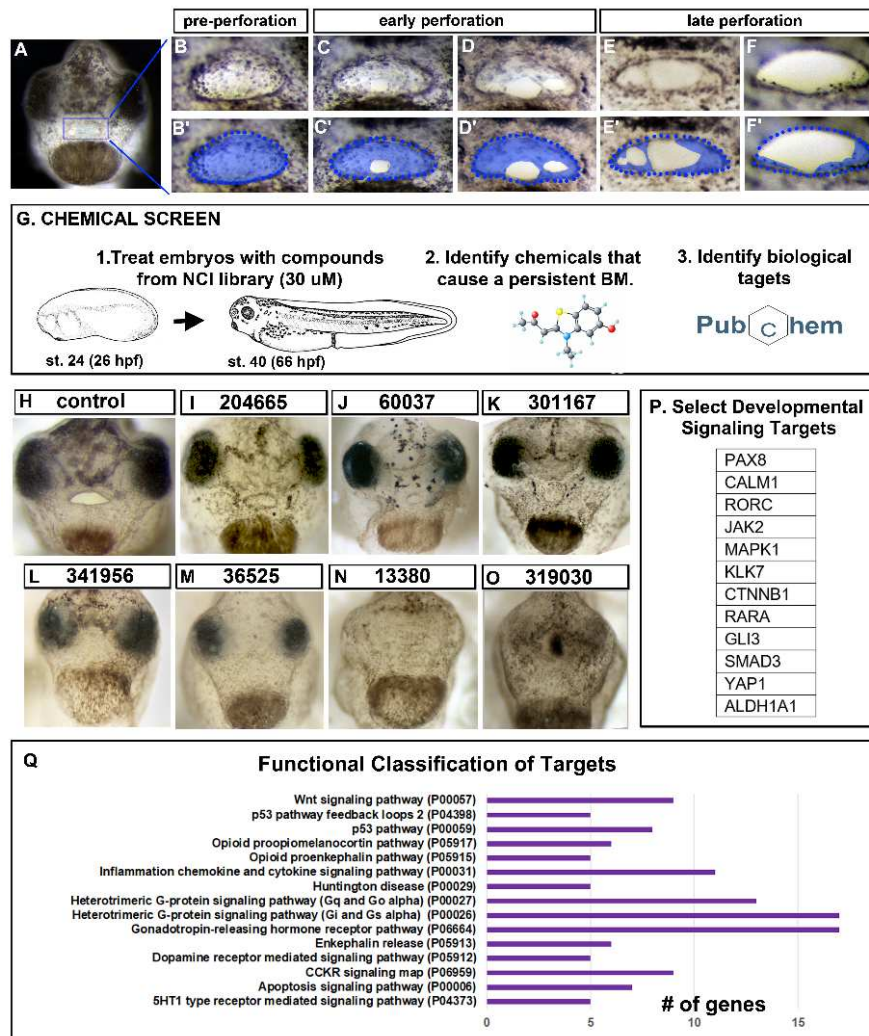 pre-perforation
early perforation
late perforation
A
B
C
D
E
F
B'
C'
D'
E'
F'
G. CHEMICAL SCREEN
1.Treat embryos with compounds
from NCI library (30 uM)
2. Identify chemicals that
cause a persistent BM.
3. Identify biological
tagets
st. 24 (26 hpf)
st. 40 (66 hpf)
PubChem
H control
I 204665
J 60037
K 301167
L 341956
M 36525
N 13380
O 319030
P. Select Developmental
Signaling Targets
PAX8
CALM1
RORC
JAK2
MAPK1
KLK7
CTNNB1
RARA
GLI3
SMAD3
YAP1
ALDH1A1
Q
Functional Classification of Targets
Wnt signaling pathway (P00057)
p53 pathway feedback loops 2 (P04398)
p53 pathway (P00059)
Opioid proopiomelanocortin pathway (P05917)
Opioid proenkephalin pathway (P05915)
Inflammation chemokine and cytokine signaling pathway (P00031)
Huntington disease (P00029)
Heterotrimeric G-protein signaling pathway (Gq and Go alpha) (P00027)
Heterotrimeric G-protein signaling pathway (Gi and Gs alpha) (P00026)
Gonadotropin-releasing hormone receptor pathway (P06664)
Enkephalin release (P05913)
Dopamine receptor mediated signaling pathway (P05912)
CCKR signaling map (P06959)
Apoptosis signaling pathway (P00006)
5HT1 type receptor mediated signaling pathway (P04373)
# of genes
0 5 10 15